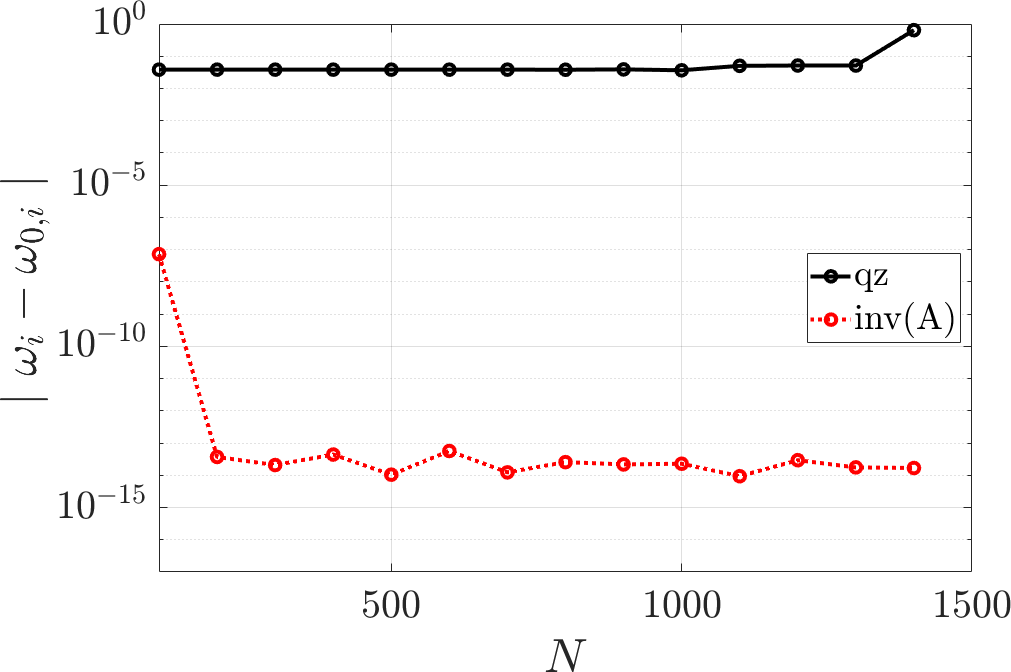 10^0
10^{-5}
10^{-10}
10^{-15}
| ω_i − ω_{0,i} |
qz
inv(A)
500
1000
1500
N